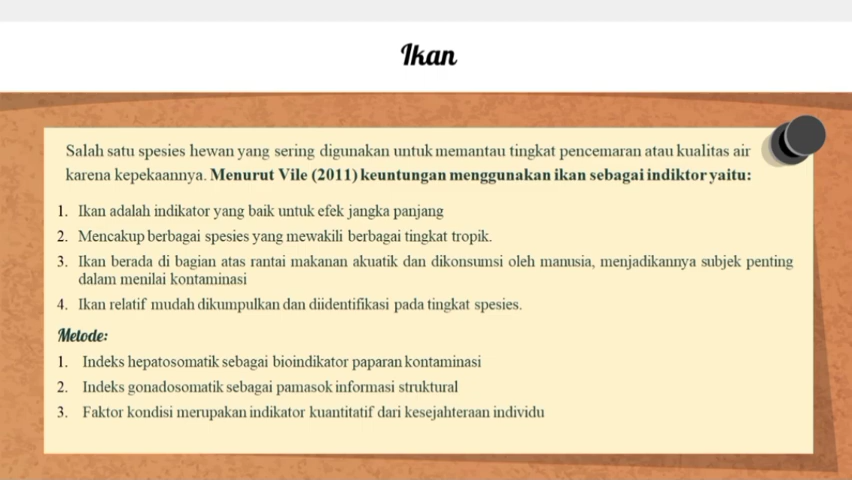 Ikan
Salah satu spesies hewan yang sering digunakan untuk memantau tingkat pencemaran atau kualitas air
karena kepekaannya. Menurut Vile (2011) keuntungan menggunakan ikan sebagai indiktor yaitu:
1. Ikan adalah indikator yang baik untuk efek jangka panjang
2. Mencakup berbagai spesies yang mewakili berbagai tingkat tropik.
3. Ikan berada di bagian atas rantai makanan akuatik dan dikonsumsi oleh manusia, menjadikannya subjek penting
dalam menilai kontaminasi
4. Ikan relatif mudah dikumpulkan dan diidentifikasi pada tingkat spesies.
Metode:
1. Indeks hepatosomatik sebagai bioindikator paparan kontaminasi
2. Indeks gonadosomatik sebagai pamasok informasi struktural
3. Faktor kondisi merupakan indikator kuantitatif dari kesejahteraan individu